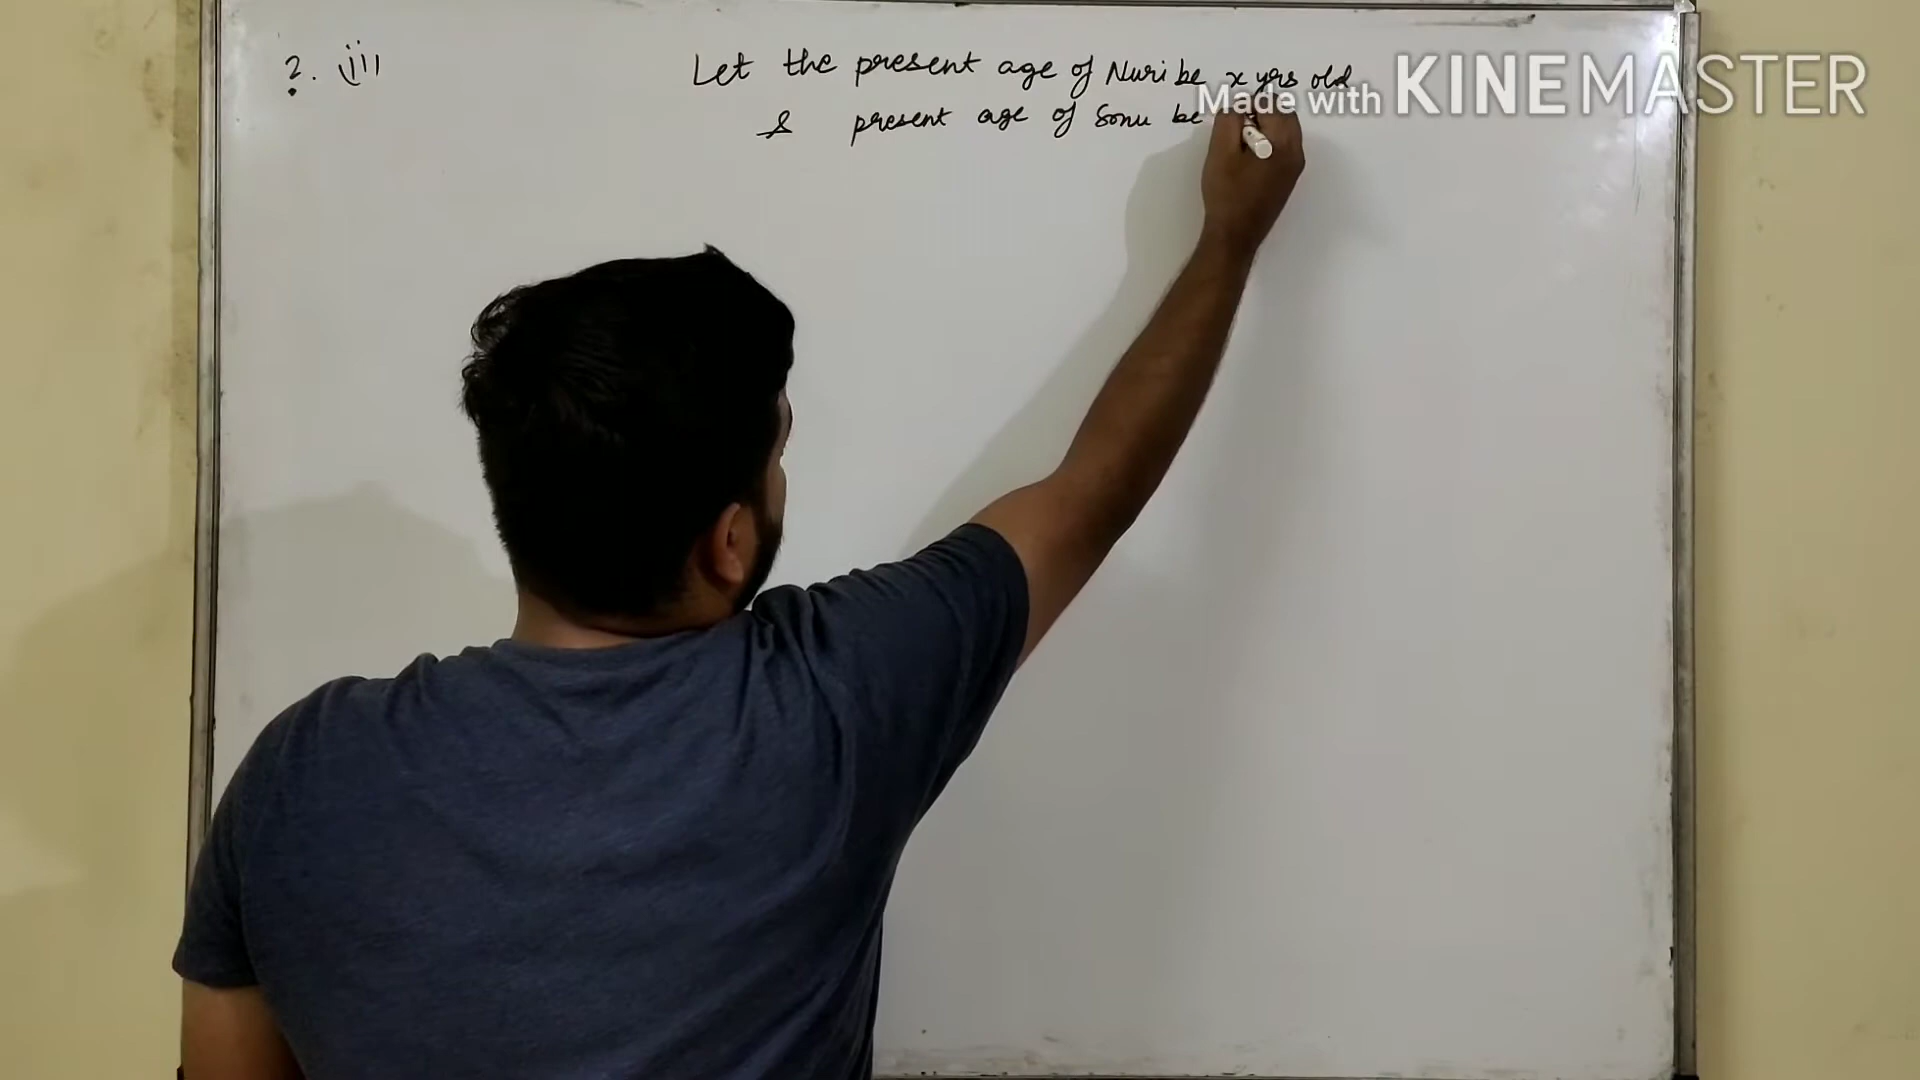 2. iii) Let the present age of Nuri be x yrs old
& present age of Sonu be
Made with KINEMASTER